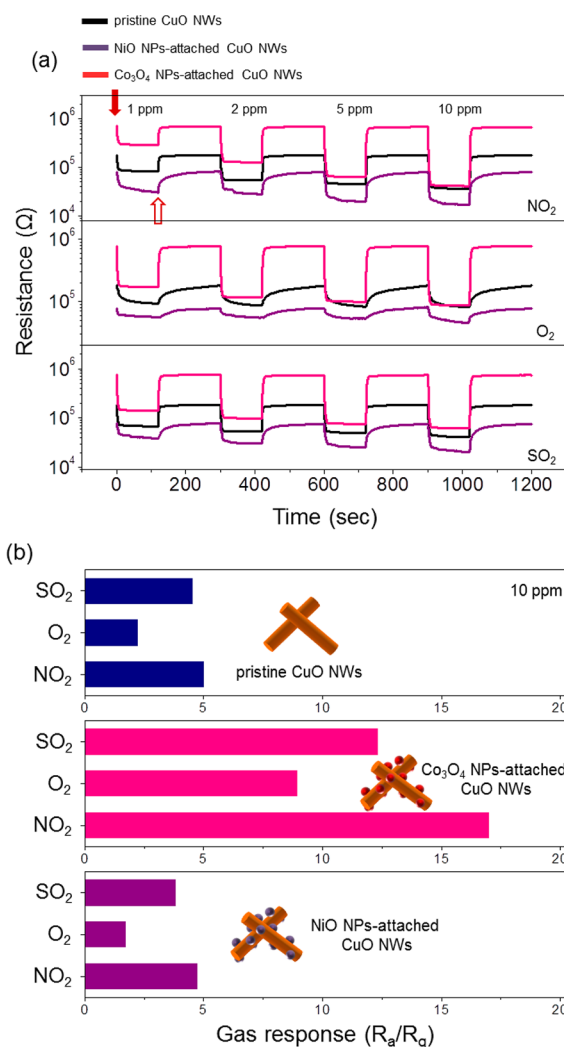 pristine CuO NWs
NiO NPs-attached CuO NWs
(a)
Co₃O₄ NPs-attached CuO NWs
1 ppm 2 ppm 5 ppm 10 ppm
10⁶
10⁵
10⁴
NO₂
Resistance (Ω)
10⁶
10⁵
O₂
10⁶
10⁵
10⁴
SO₂
0 200 400 600 800 1000 1200
Time (sec)
(b)
SO₂
10 ppm
O₂
NO₂
pristine CuO NWs
0 5 10 15 20
SO₂
O₂
Co₃O₄ NPs-attached
CuO NWs
NO₂
0 5 10 15 20
SO₂
O₂
NiO NPs-attached
CuO NWs
NO₂
0 5 10 15 20
Gas response (Rₐ/R_g)